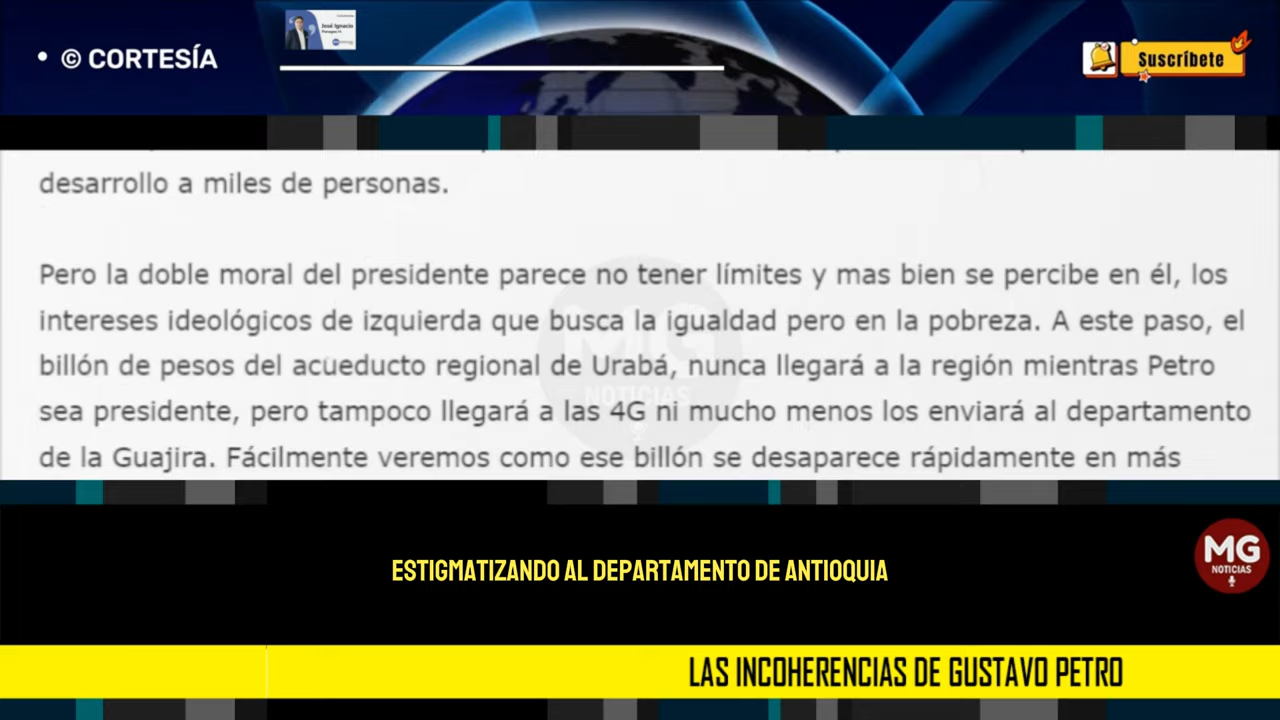 • © CORTESÍA
José Ignacio
Suscríbete
desarrollo a miles de personas.
Pero la doble moral del presidente parece no tener límites y mas bien se percibe en él, los
intereses ideológicos de izquierda que busca la igualdad pero en la pobreza. A este paso, el
billón de pesos del acueducto regional de Urabá, nunca llegará a la región mientras Petro
sea presidente, pero tampoco llegará a las 4G ni mucho menos los enviará al departamento
de la Guajira. Fácilmente veremos como ese billón se desaparece rápidamente en más
MG
NOTICIAS
ESTIGMATIZANDO AL DEPARTAMENTO DE ANTIOQUIA
MG
NOTICIAS
LAS INCOHERENCIAS DE GUSTAVO PETRO